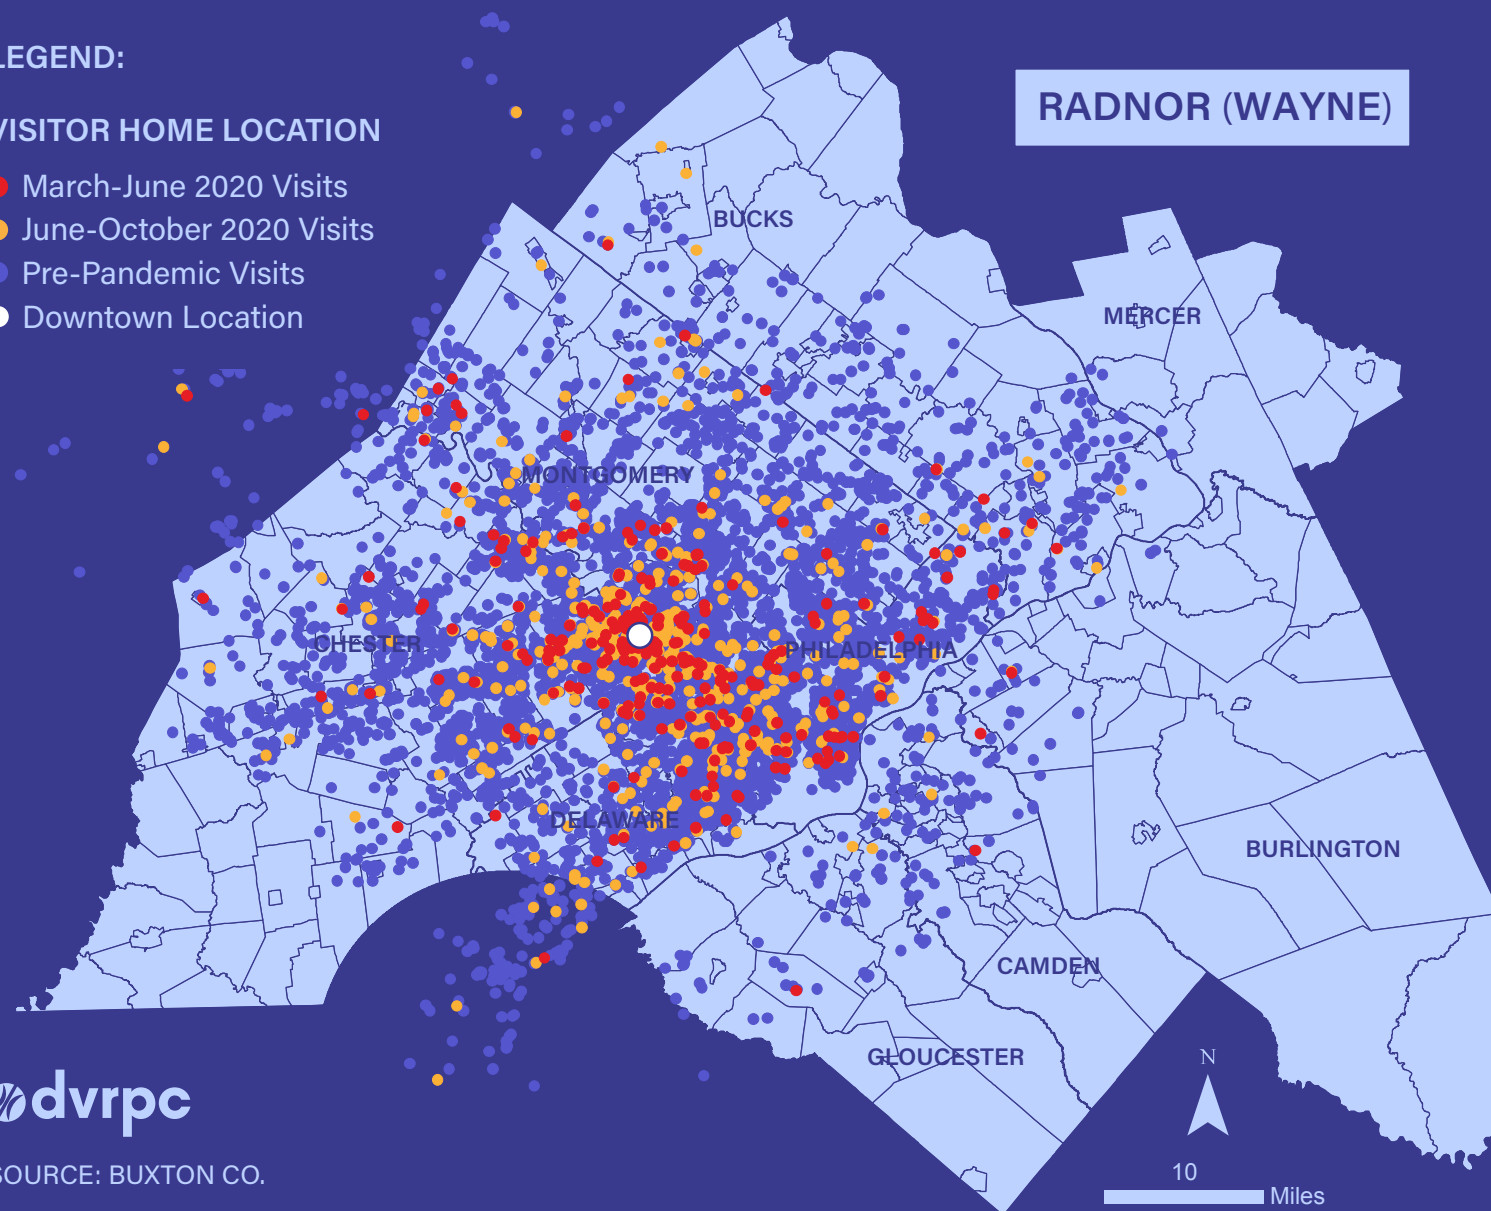 LEGEND:
RADNOR (WAYNE)
VISITOR HOME LOCATION
March-June 2020 Visits
June-October 2020 Visits
Pre-Pandemic Visits
Downtown Location
BUCKS
MERCER
MONTGOMERY
CHESTER
PHILADELPHIA
DELAWARE
BURLINGTON
CAMDEN
GLOUCESTER
N
dvrpc
SOURCE: BUXTON CO.
10
Miles